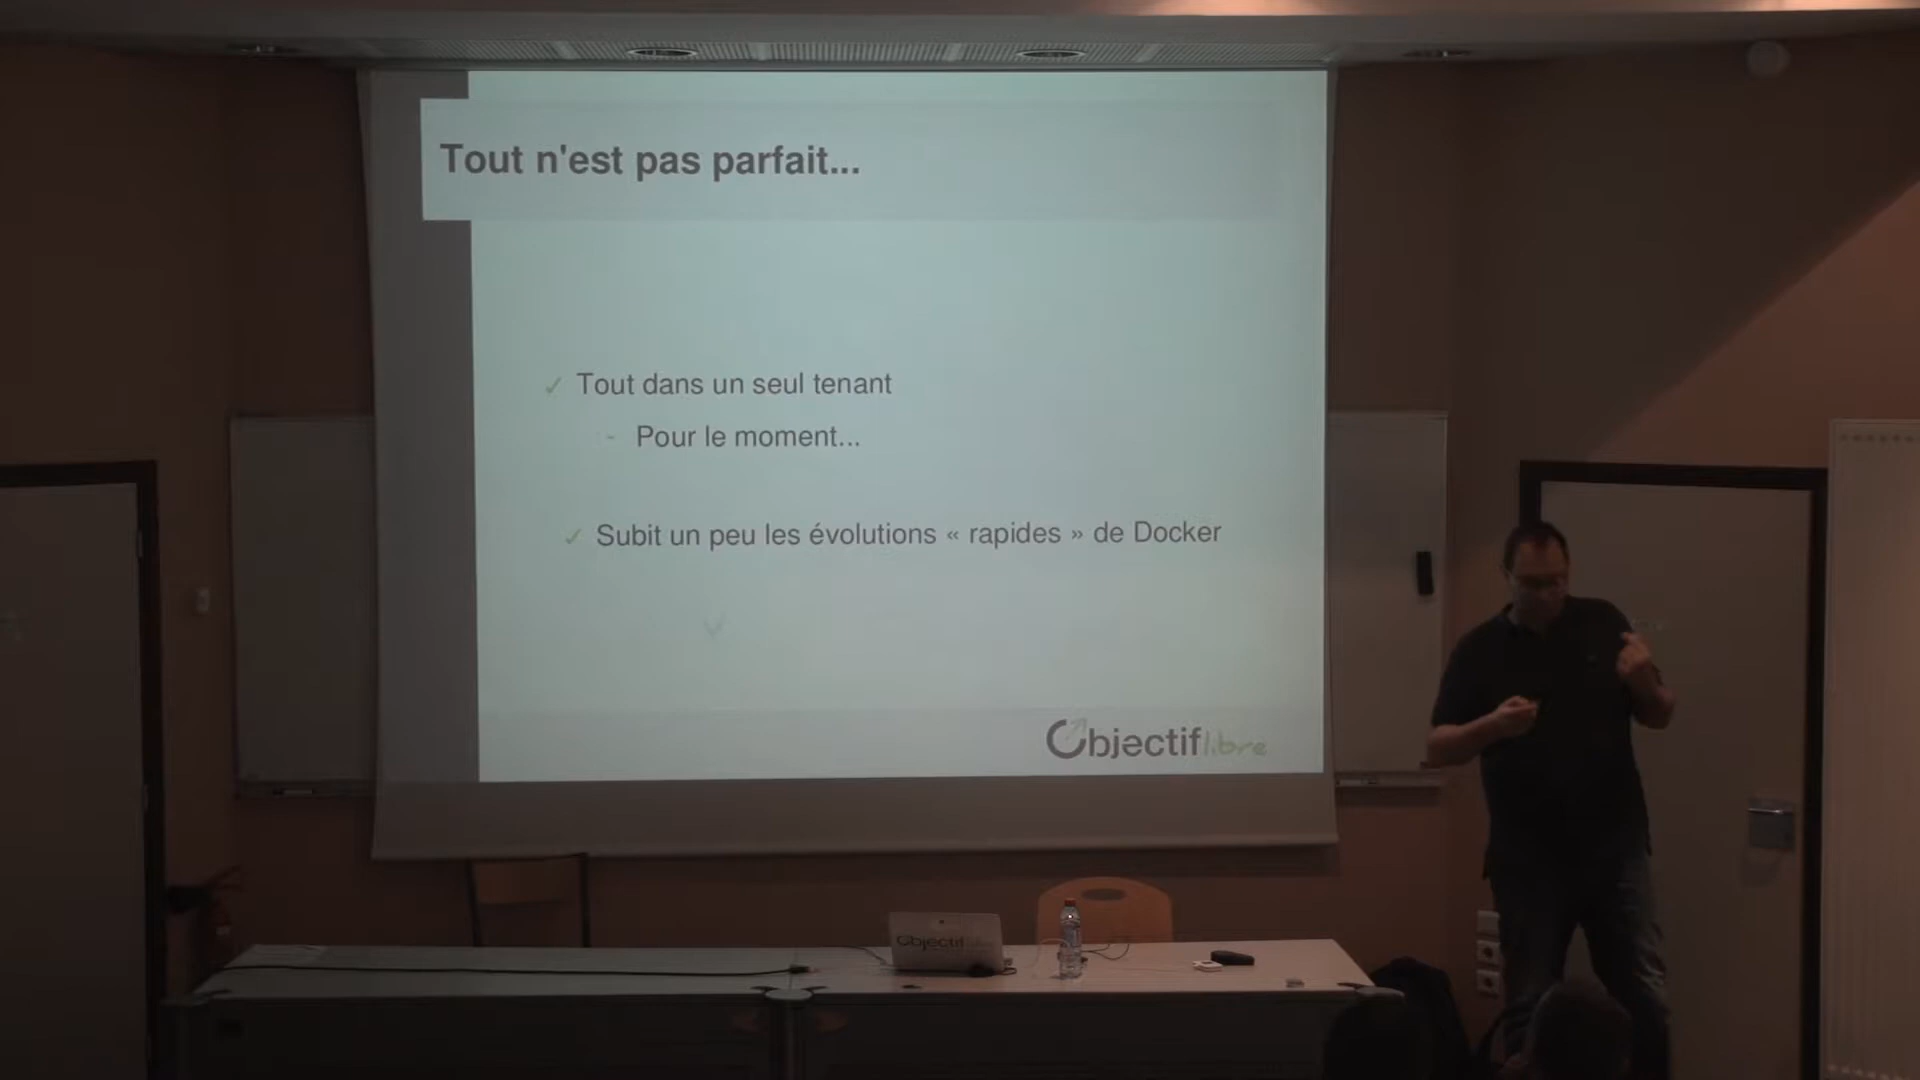 Tout n'est pas parfait...
✓ Tout dans un seul tenant
- Pour le moment...
✓ Subit un peu les évolutions « rapides » de Docker
Objectif libre
Objectif